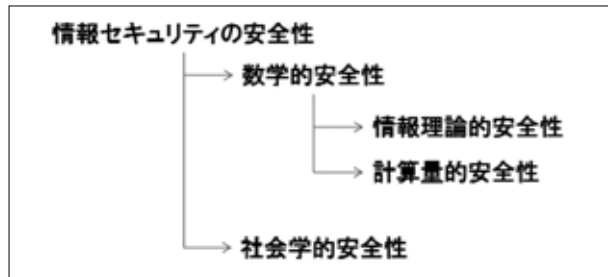 情報セキュリティの安全性
数学的安全性
情報理論的安全性
計算量的安全性
社会学的安全性